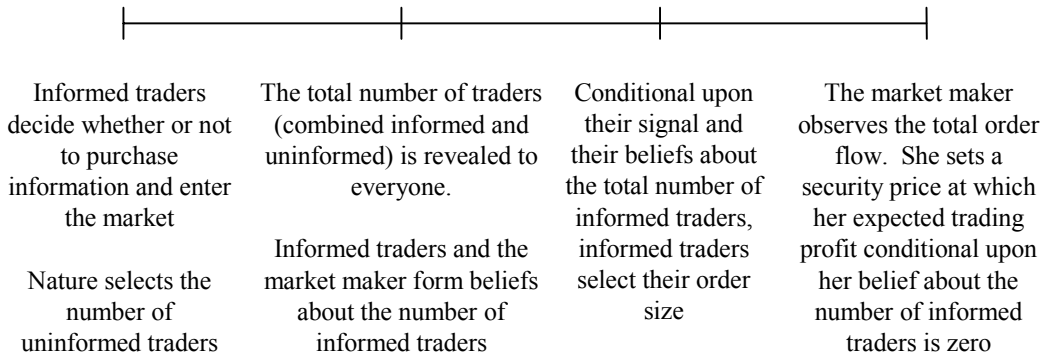 Informed traders
decide whether or not
to purchase
information and enter
the market
Nature selects the
number of
uninformed traders
The total number of traders
(combined informed and
uninformed) is revealed to
everyone.
Informed traders and the
market maker form beliefs
about the number of
informed traders
Conditional upon
their signal and
their beliefs about
the total number of
informed traders,
informed traders
select their order
size
The market maker
observes the total order
flow.  She sets a
security price at which
her expected trading
profit conditional upon
her belief about the
number of informed
traders is zero